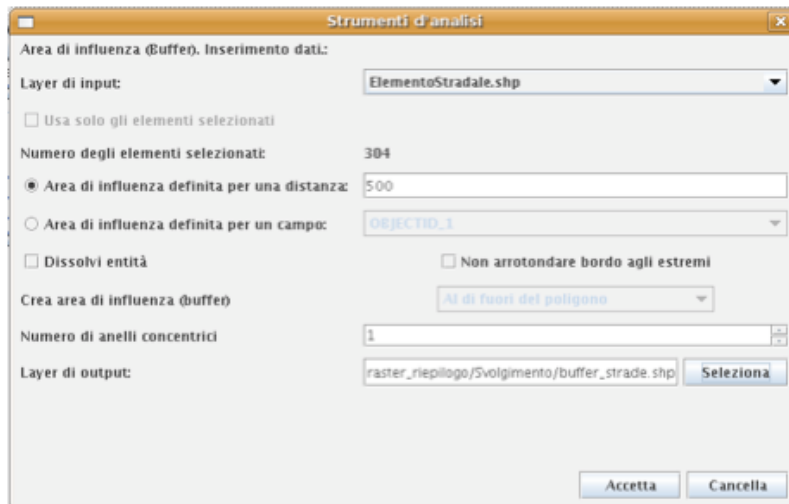 Strumenti d'analisi
Area di influenza (Buffer). Inserimento dati.:
Layer di input: ElementoStradale.shp
Usa solo gli elementi selezionati
Numero degli elementi selezionati: 304
Area di influenza definita per una distanza: 500
Area di influenza definita per un campo: OBJECTID_1
Dissolvi entità Non arrotondare bordo agli estremi
Crea area di influenza (buffer) Al di fuori del poligono
Numero di anelli concentrici 1
Layer di output: raster_riepilogo/Svolgimento/buffer_strade.shp Seleziona
Accetta Cancella